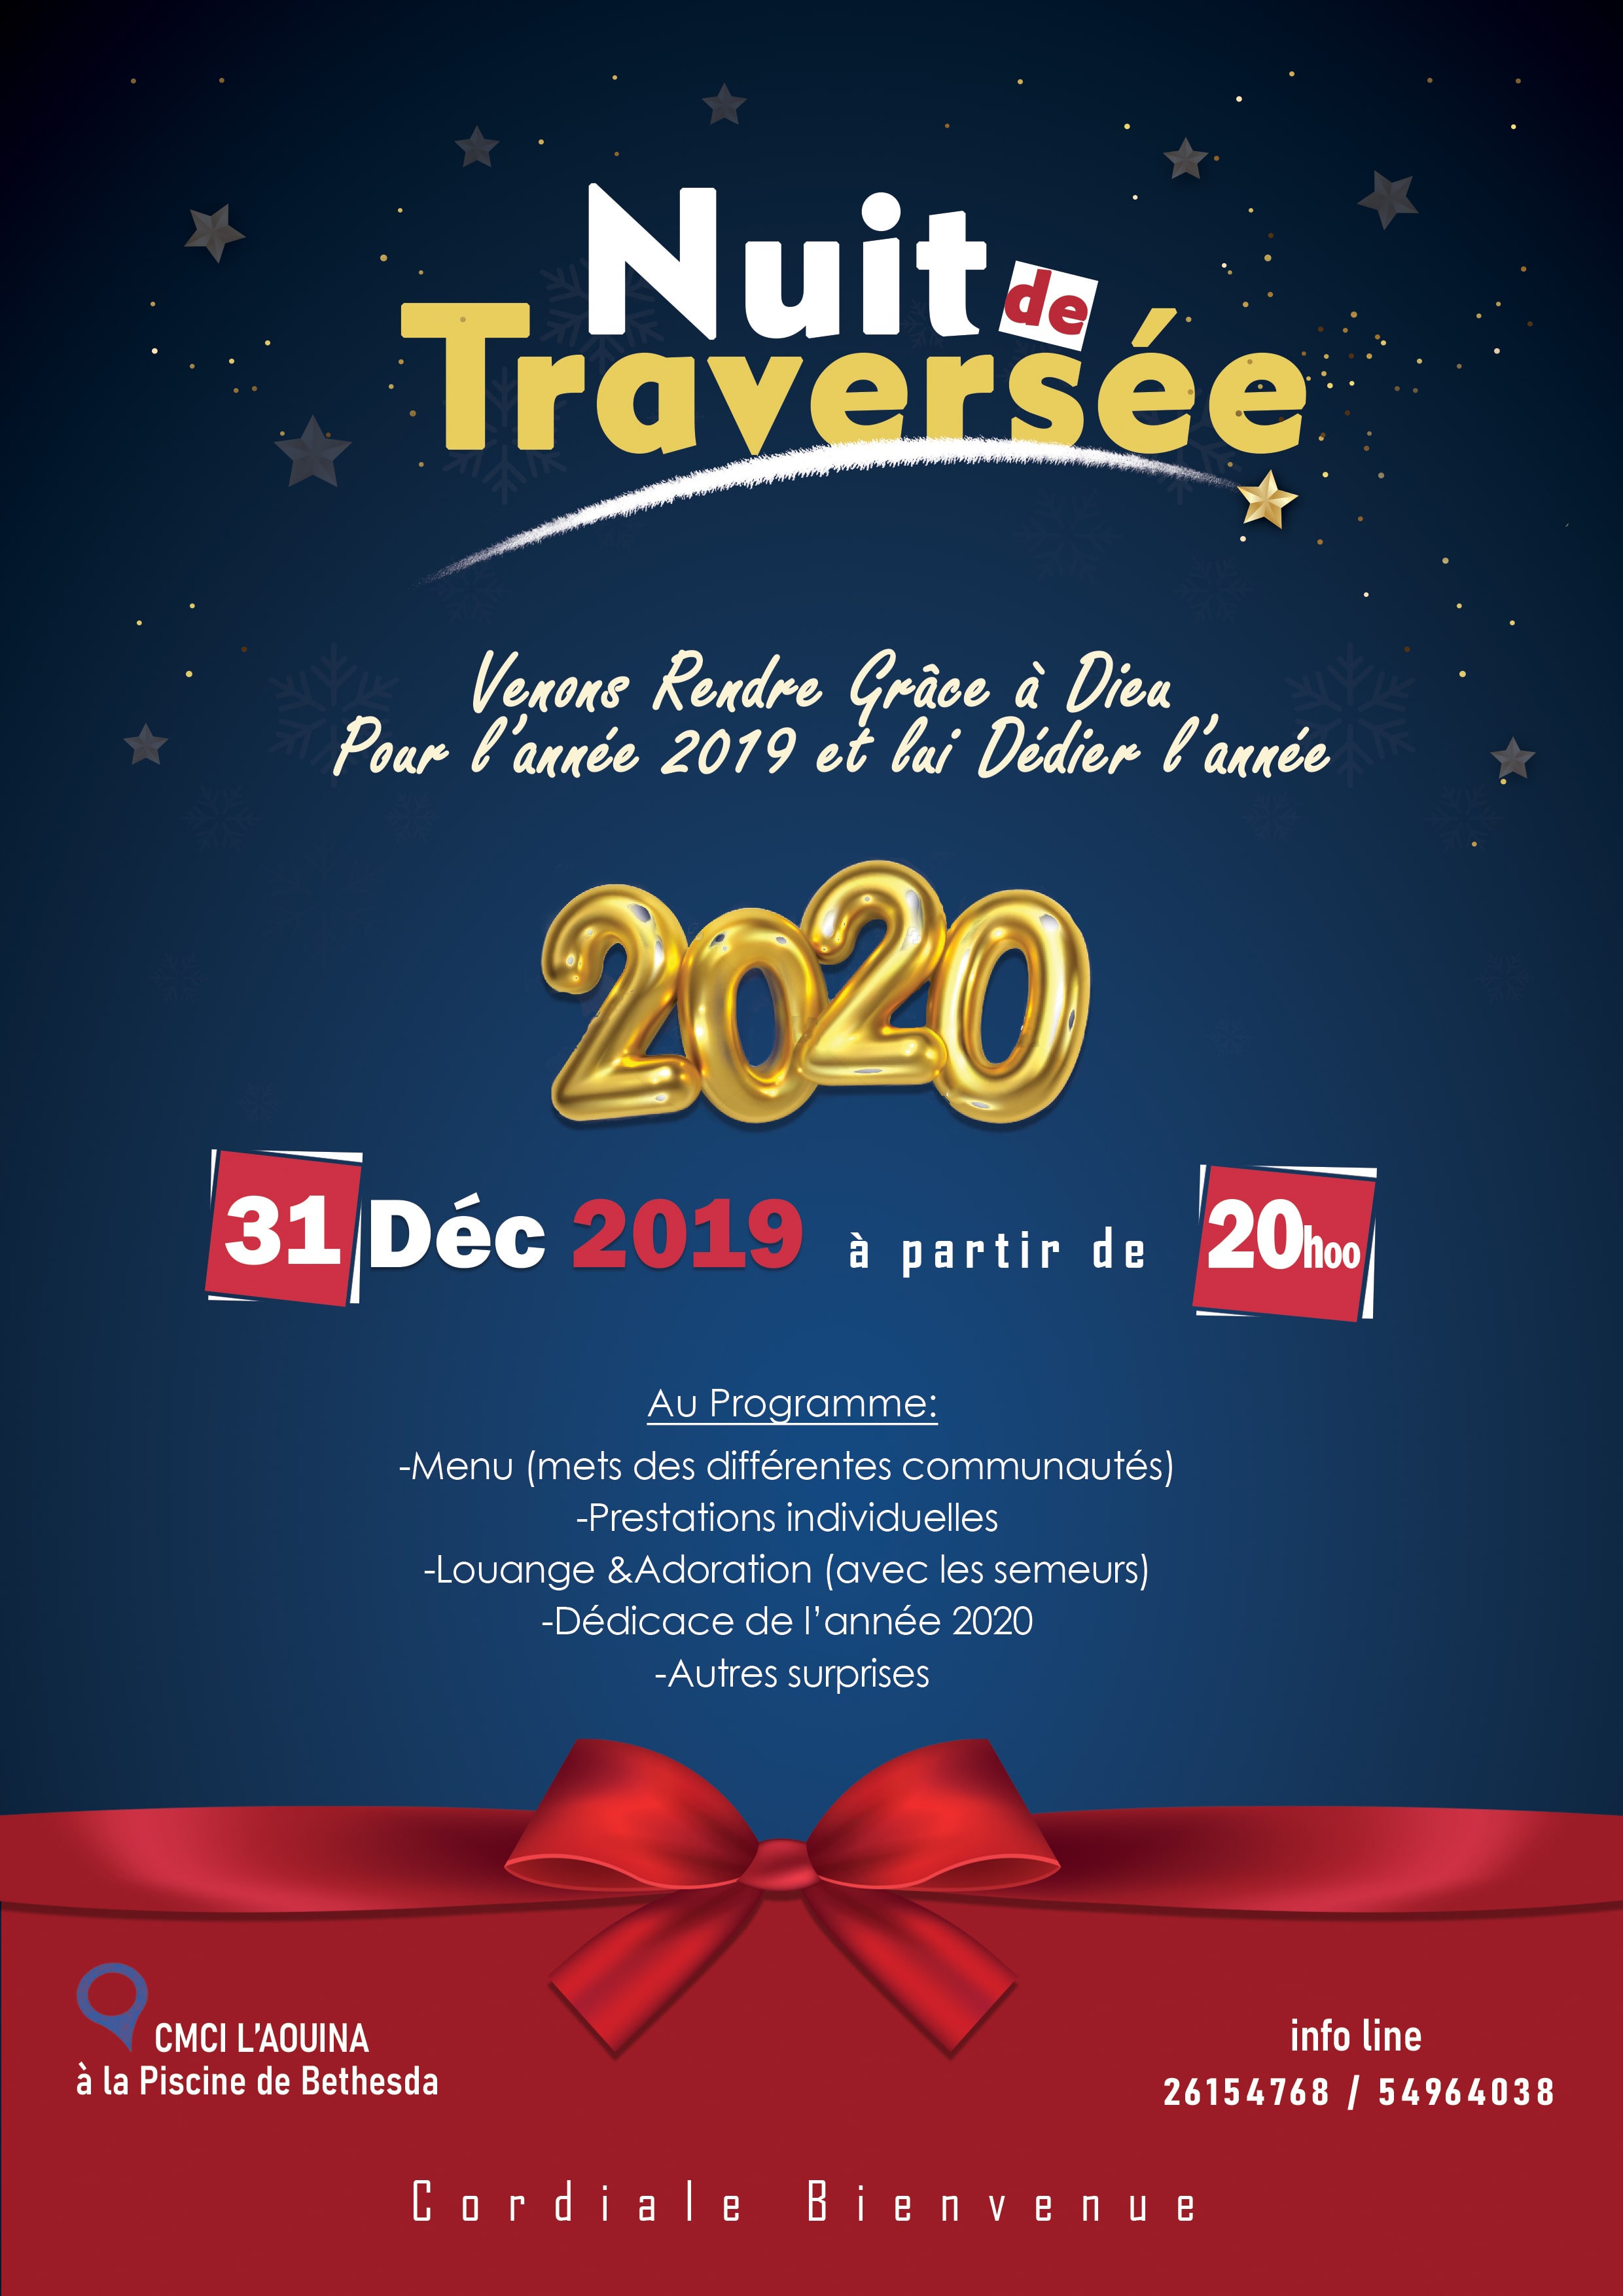 Nuit de
Traversée
Venons Rendre Grâce à Dieu
Pour l'année 2019 et lui Dédier l'année
2020
31 Déc 2019 à partir de 20hoo
Au Programme:
-Menu (mets des différentes communautés)
-Prestations individuelles
-Louange &Adoration (avec les semeurs)
-Dédicace de l'année 2020
-Autres surprises
CMCI L'AOUINA
à la Piscine de Bethesda
info line
26154768 / 54964038
Cordiale Bienvenue